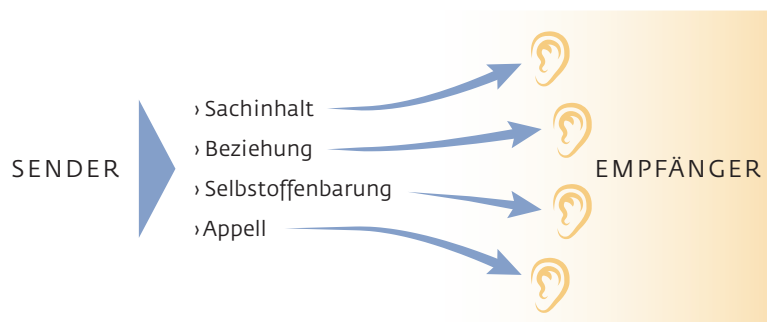 SENDER
› Sachinhalt
› Beziehung
› Selbstoffenbarung
› Appell
EMPFÄNGER